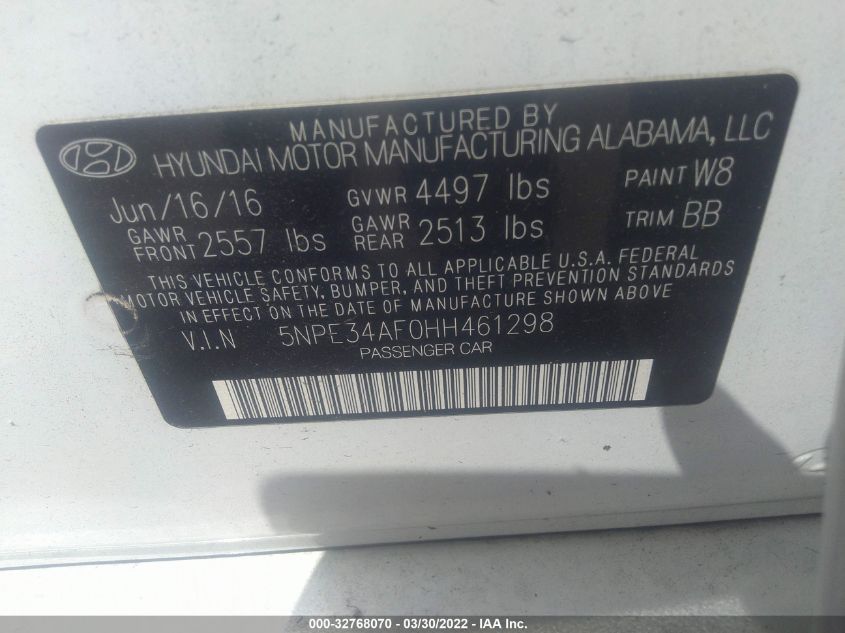 MANUFACTURED BY
HYUNDAI MOTOR MANUFACTURING ALABAMA, LLC
Jun/16/16 GVWR 4497 lbs PAINT W8
GAWR FRONT 2557 lbs GAWR REAR 2513 lbs TRIM BB
THIS VEHICLE CONFORMS TO ALL APPLICABLE U.S.A. FEDERAL
MOTOR VEHICLE SAFETY, BUMPER, AND THEFT PREVENTION STANDARDS
IN EFFECT ON THE DATE OF MANUFACTURE SHOWN ABOVE
V.I.N 5NPE34AF0HH461298
PASSENGER CAR
000-32768070 — 03/30/2022 — IAA Inc.